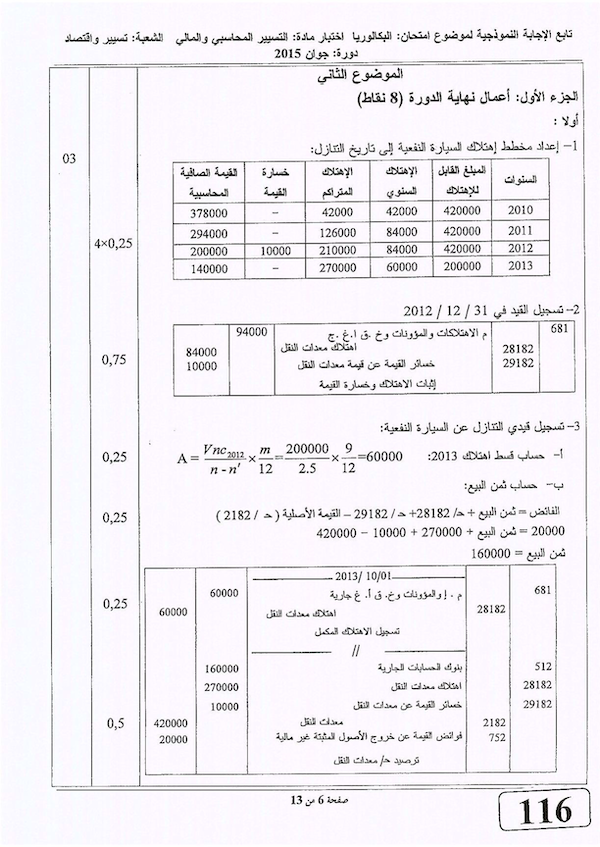 تابع الإجابة النموذجية لموضوع امتحان: البكالوريا اختبار مادة: التسيير المحاسبي والمالي الشعبة: تسيير واقتصاد
دورة: جوان 2015
الموضوع الثاني
الجزء الأول: أعمال نهاية الدورة (8 نقاط)
أولا :
1- إعداد مخطط إهتلاك السيارة النفعية إلى تاريخ التنازل:
03
السنوات المبلغ القابل للإهتلاك الإهتلاك السنوي الإهتلاك المتراكم خسارة القيمة القيمة الصافية المحاسبية
2010 420000 42000 42000 – 378000
2011 420000 84000 126000 – 294000
2012 420000 84000 210000 10000 200000
2013 200000 60000 270000 – 140000
4×0,25
2- تسجيل القيد في 31 / 12 / 2012
681 م الاهتلاكات والمؤونات وخ .ق ا.غ .ج 94000
28182 اهتلاك معدات النقل 84000
29182 خسائر القيمة عن قيمة معدات النقل 10000
إثبات الاهتلاك وخسارة القيمة
0,75
3- تسجيل قيدي التنازل عن السيارة النفعية:
أ- حساب قسط اهتلاك 2013: A = Vnc2012 / n - n' × m / 12 = 200000 / 2.5 × 9 / 12 = 60000
0,25
ب- حساب ثمن البيع:
الفائض = ثمن البيع + حـ/ 28182+ حـ/ 29182 – القيمة الأصلية ( حـ / 2182 )
0,25
20000 = ثمن البيع + 270000 + 10000 – 420000
ثمن البيع = 160000
2013/ 10/01
681 م . إ والمؤونات وخ. ق أ. غ جارية 60000
28182 اهتلاك معدات النقل 60000
0,25
تسجيل الاهتلاك المكمل
//
512 بنوك الحسابات الجارية 160000
28182 اهتلاك معدات النقل 270000
29182 خسائر القيمة عن معدات النقل 10000
2182 معدات النقل 420000
0,5
752 فوائض القيمة عن خروج الأصول المثبتة غير مالية 20000
ترصيد حـ/ معدات النقل
صفحة 6 من 13
116